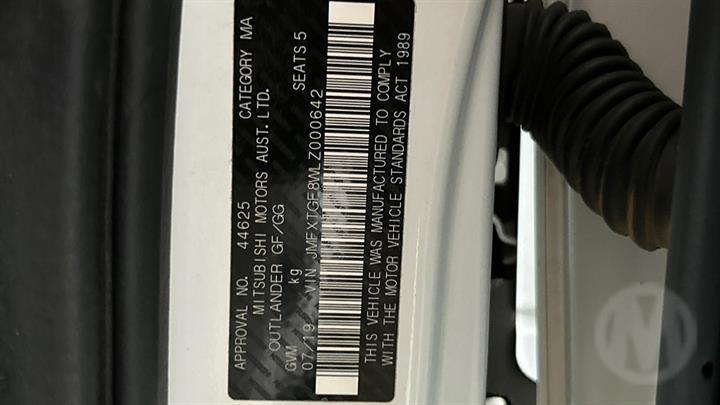 APPROVAL NO. 44625 CATEGORY MA
MITSUBISHI MOTORS AUST. LTD.
OUTLANDER GF/GG
GVM kg SEATS 5
07/19 VIN JMFXTGF8WLZ000642
THIS VEHICLE WAS MANUFACTURED TO COMPLY
WITH THE MOTOR VEHICLE STANDARDS ACT 1989
M